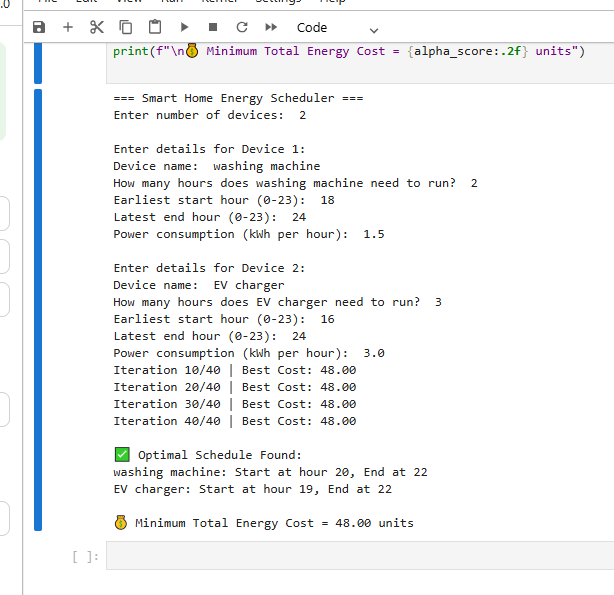 .0
Code
print(f"\n💰 Minimum Total Energy Cost = {alpha_score:.2f} units")
=== Smart Home Energy Scheduler ===
Enter number of devices:  2
Enter details for Device 1:
Device name:  washing machine
How many hours does washing machine need to run?  2
Earliest start hour (0-23):  18
Latest end hour (0-23):  24
Power consumption (kWh per hour):  1.5
Enter details for Device 2:
Device name:  EV charger
How many hours does EV charger need to run?  3
Earliest start hour (0-23):  16
Latest end hour (0-23):  24
Power consumption (kWh per hour):  3.0
Iteration 10/40 | Best Cost: 48.00
Iteration 20/40 | Best Cost: 48.00
Iteration 30/40 | Best Cost: 48.00
Iteration 40/40 | Best Cost: 48.00
✅ Optimal Schedule Found:
washing machine: Start at hour 20, End at 22
EV charger: Start at hour 19, End at 22
💰 Minimum Total Energy Cost = 48.00 units
[ ]: